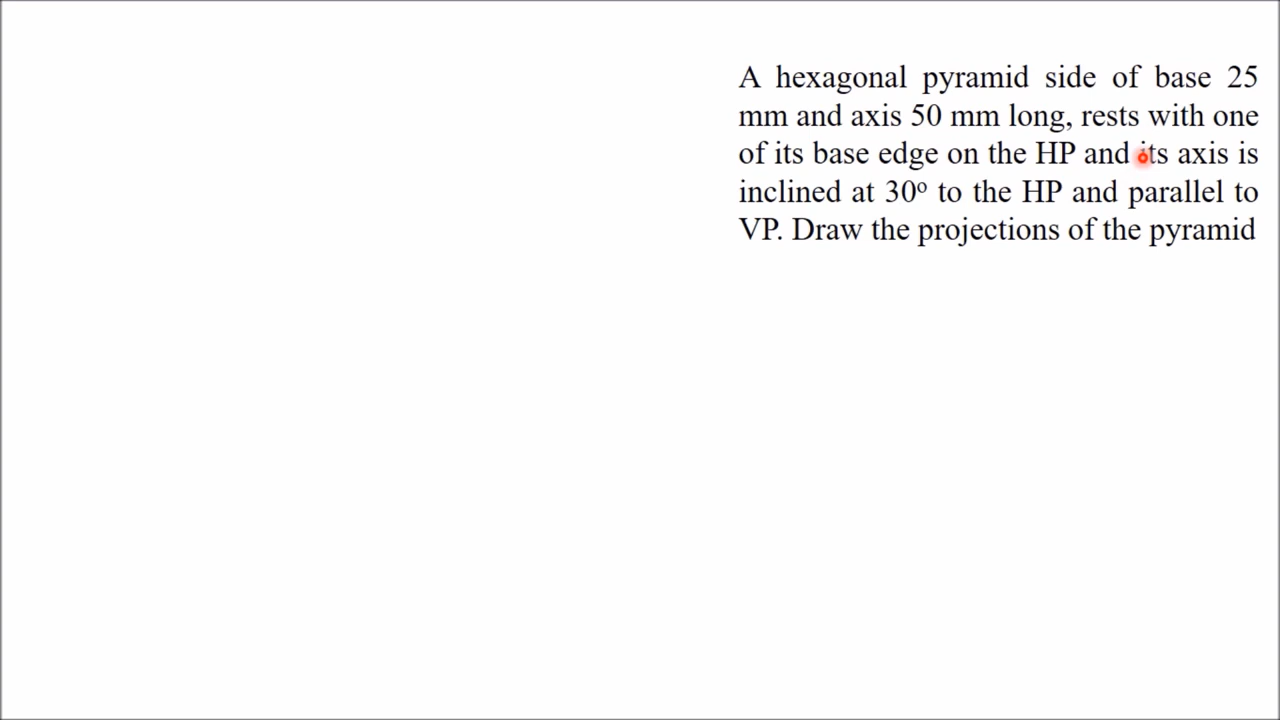 A hexagonal pyramid side of base 25
mm and axis 50 mm long, rests with one
of its base edge on the HP and its axis is
inclined at 30º to the HP and parallel to
VP. Draw the projections of the pyramid